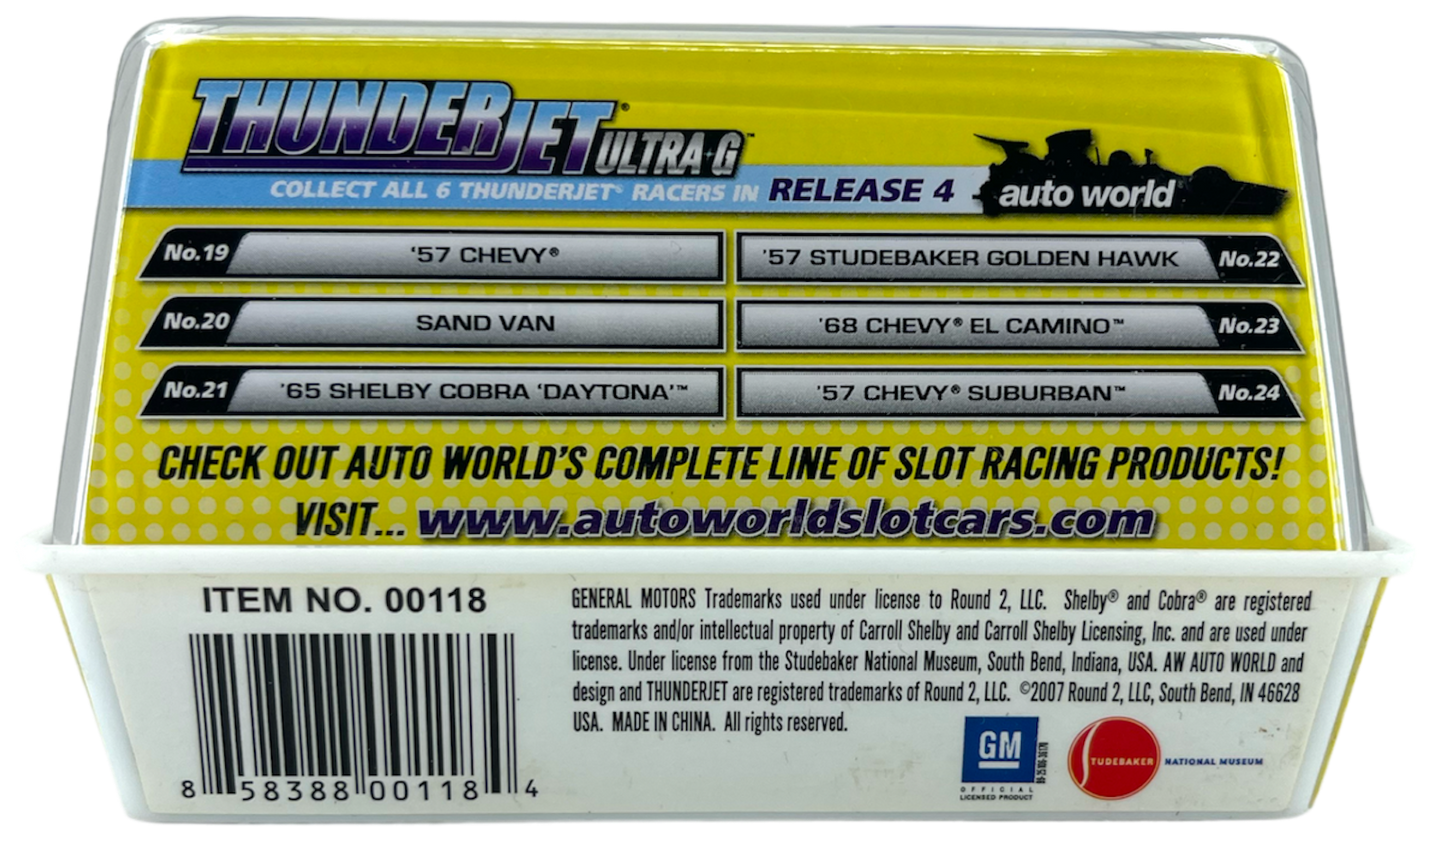 THUNDERJET® ULTRA-G™
COLLECT ALL 6 THUNDERJET® RACERS IN RELEASE 4
auto world
No.19 '57 CHEVY®
'57 STUDEBAKER GOLDEN HAWK No.22
No.20 SAND VAN
'68 CHEVY® EL CAMINO™ No.23
No.21 '65 SHELBY COBRA 'DAYTONA'™
'57 CHEVY® SUBURBAN™ No.24
CHECK OUT AUTO WORLD'S COMPLETE LINE OF SLOT RACING PRODUCTS!
VISIT... www.autoworldslotcars.com
ITEM NO. 00118
8 58388 00118 4
GENERAL MOTORS Trademarks used under license to Round 2, LLC. Shelby® and Cobra® are registered
trademarks and/or intellectual property of Carroll Shelby and Carroll Shelby Licensing, Inc. and are used under
license. Under license from the Studebaker National Museum, South Bend, Indiana, USA. AW AUTO WORLD and
design and THUNDERJET are registered trademarks of Round 2, LLC. ©2007 Round 2, LLC, South Bend, IN 46628
USA. MADE IN CHINA. All rights reserved.
GM
OFFICIAL
LICENSED PRODUCT
STUDEBAKER NATIONAL MUSEUM